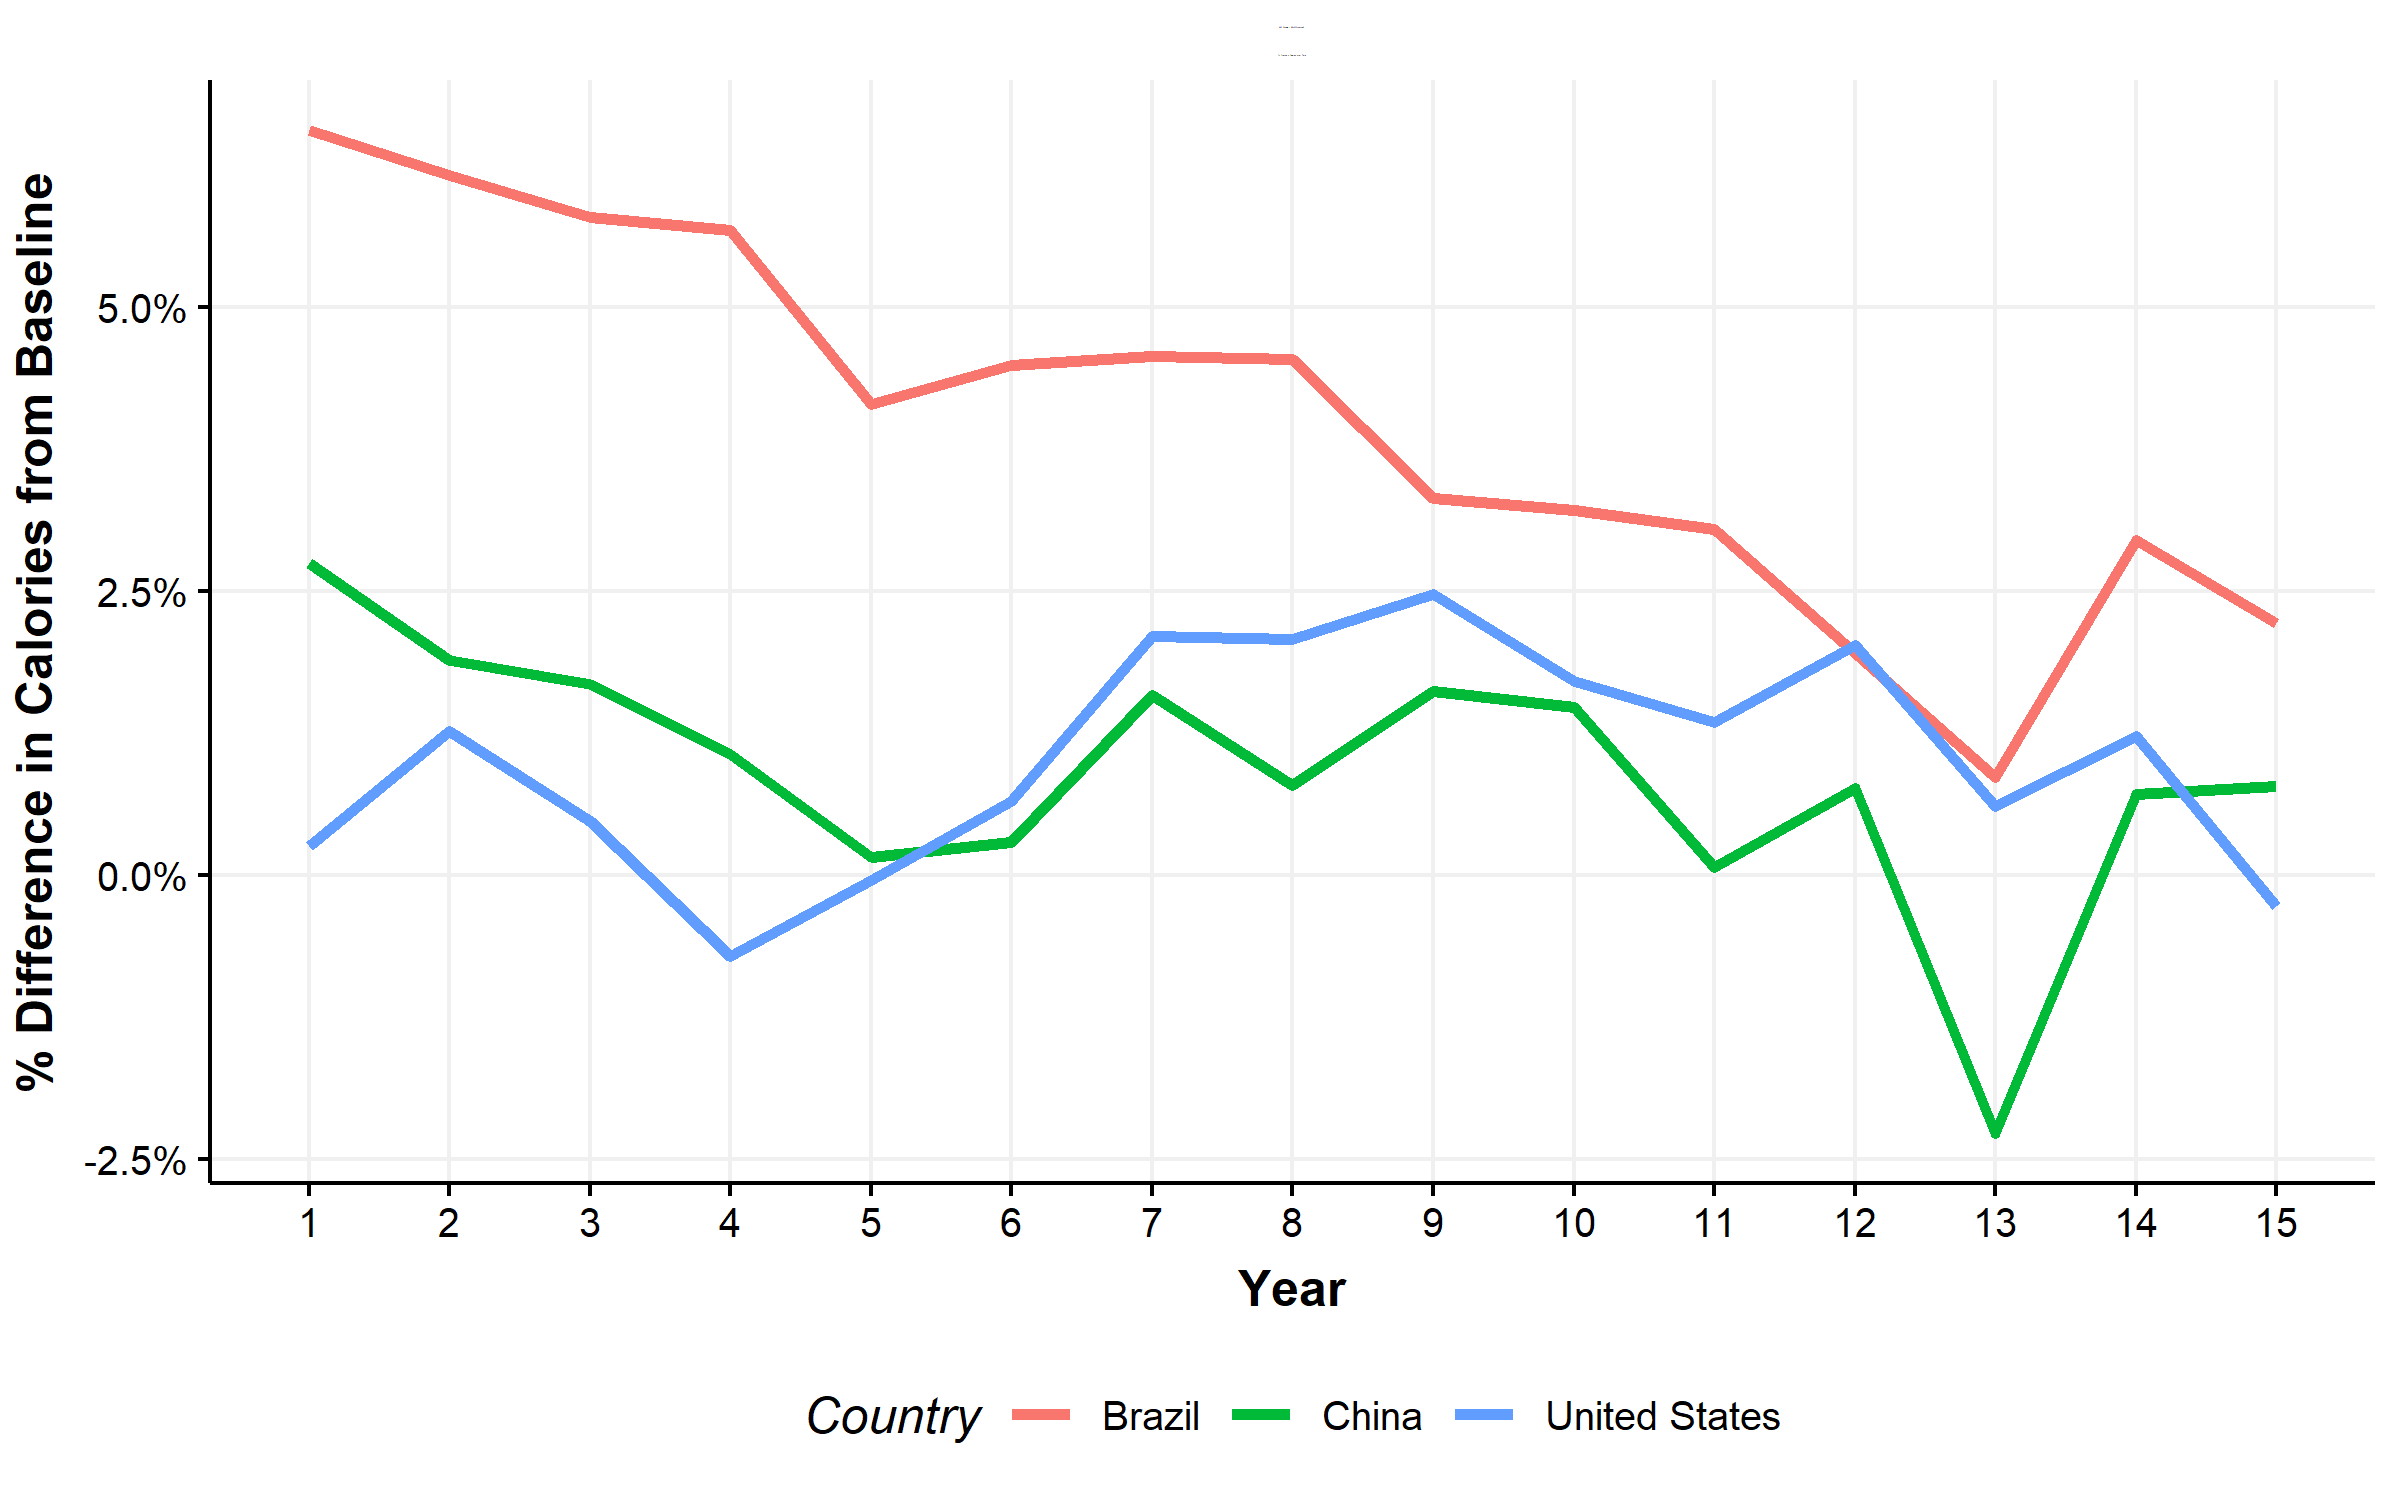 % Difference in Calories from Baseline
5.0%
2.5%
0.0%
-2.5%
1 2 3 4 5 6 7 8 9 10 11 12 13 14 15
Year
Country Brazil China United States